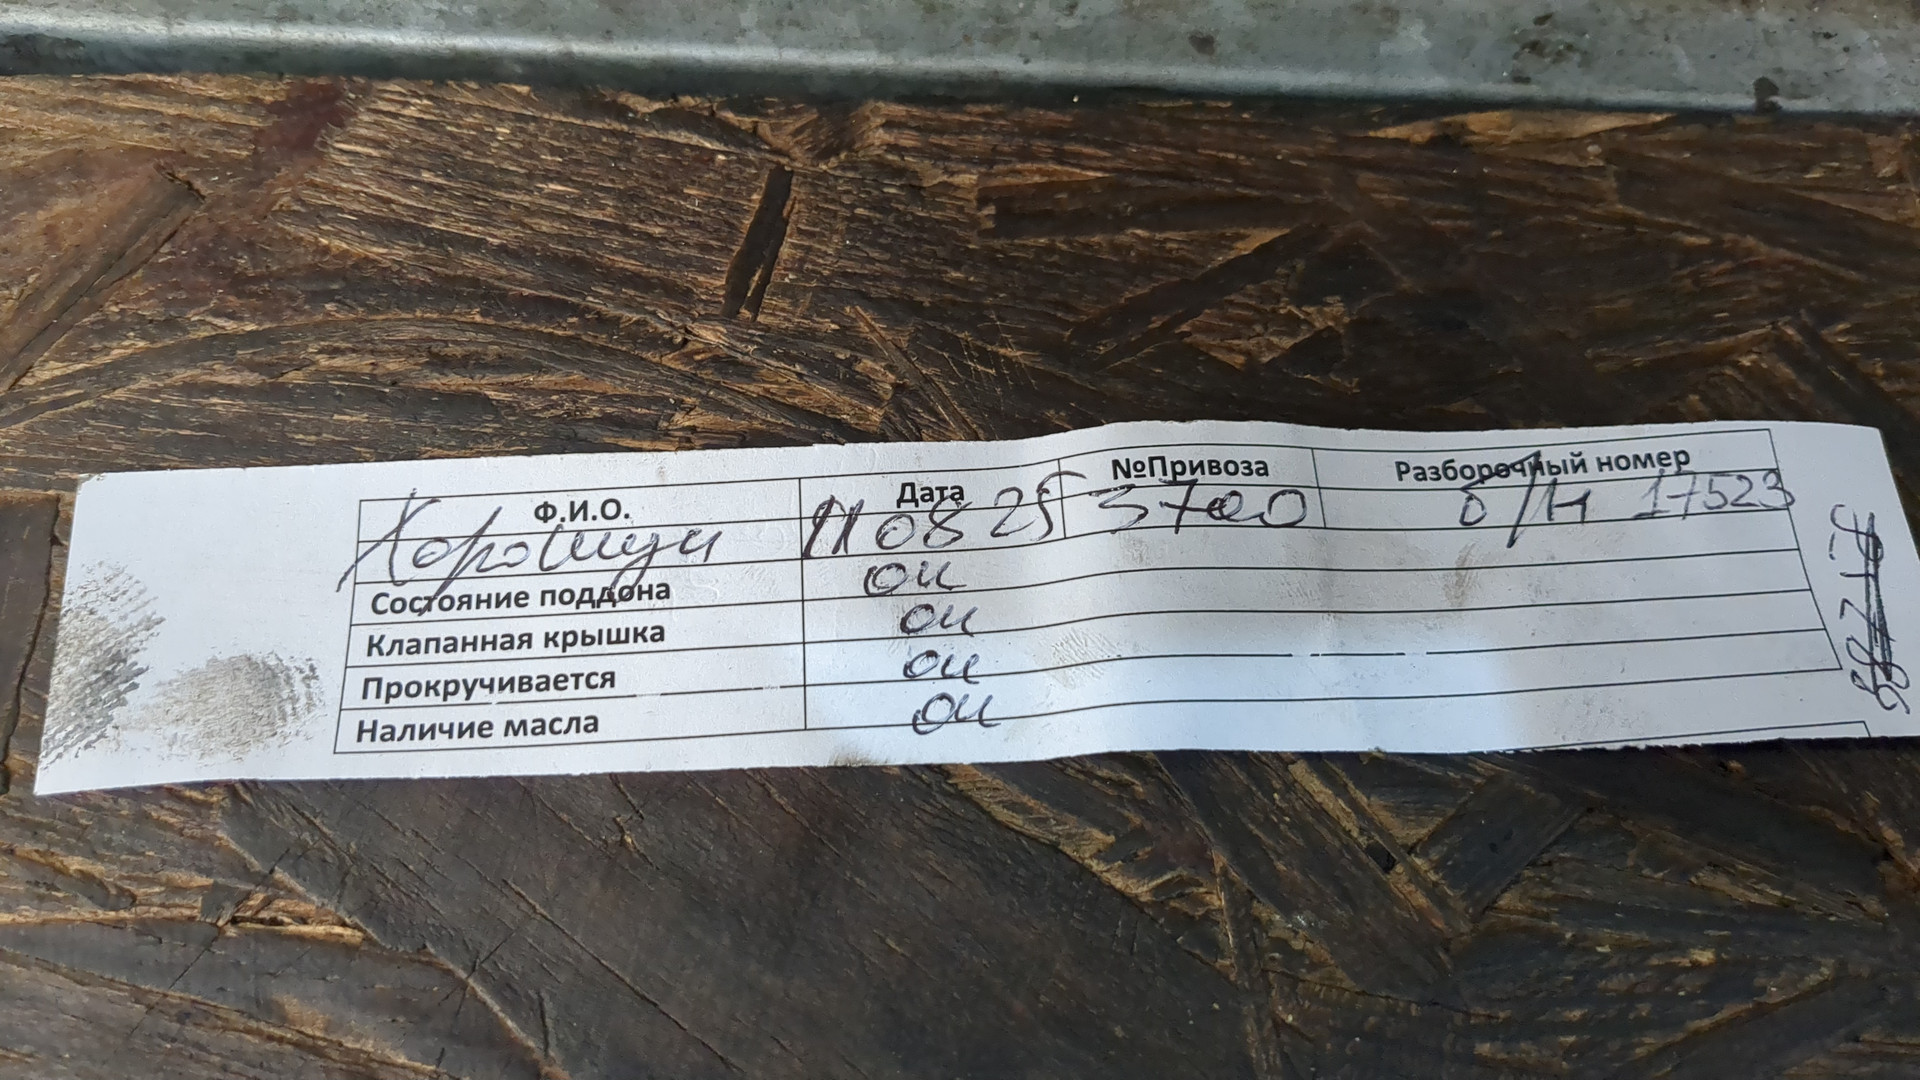 Ф.И.О. Дата №Привоза Разборочный номер
Хорошун 11 08 25 5700 б/н 17523
Состояние поддона ок
Клапанная крышка ок
Прокручивается ок
Наличие масла ок